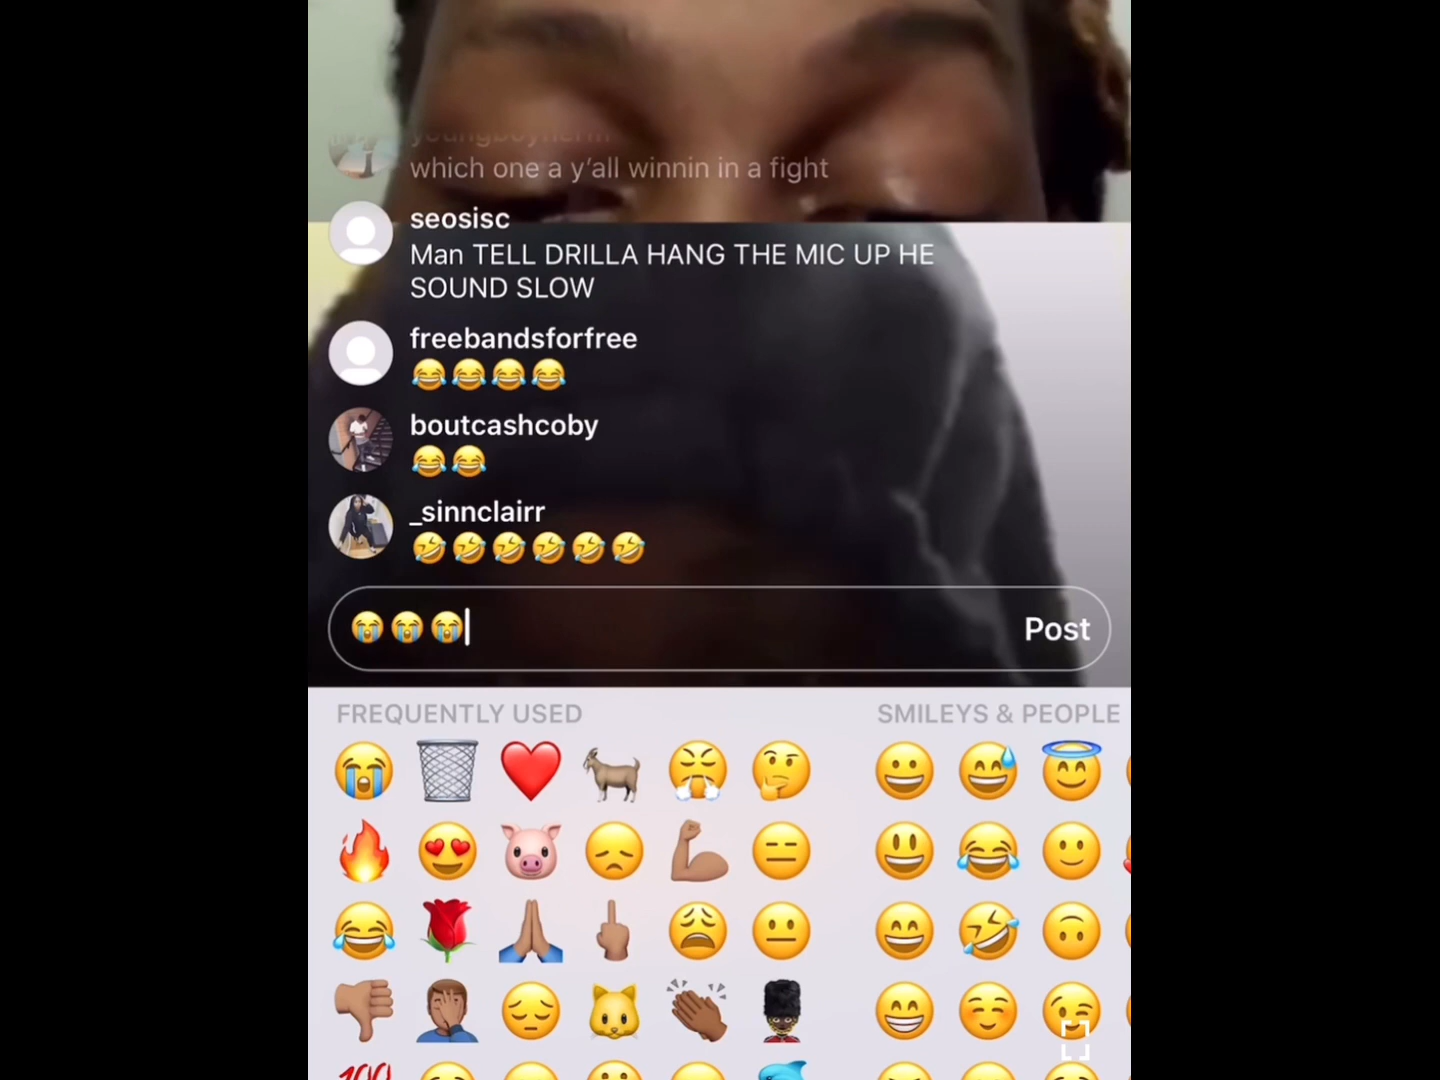 youngboyherm
which one a y’all winnin in a fight
seosisc
Man TELL DRILLA HANG THE MIC UP HE
SOUND SLOW
freebandsforfree
😂😂😂😂
boutcashcoby
😂😂
_sinnclairr
🤣🤣🤣🤣🤣🤣
😭😭😭
Post
FREQUENTLY USED
SMILEYS & PEOPLE